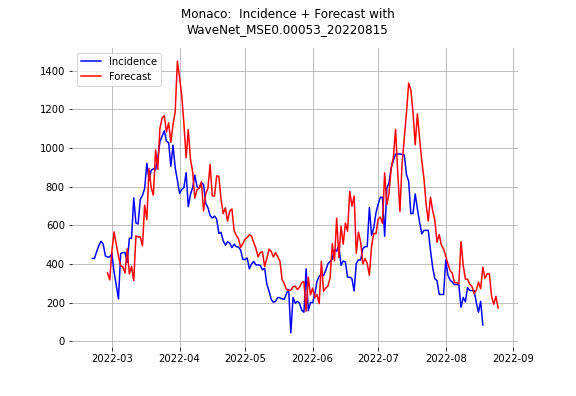 Monaco:  Incidence + Forecast with
WaveNet_MSE0.00053_20220815
Incidence
Forecast
1400
1200
1000
800
600
400
200
0
2022-03 2022-04 2022-05 2022-06 2022-07 2022-08 2022-09